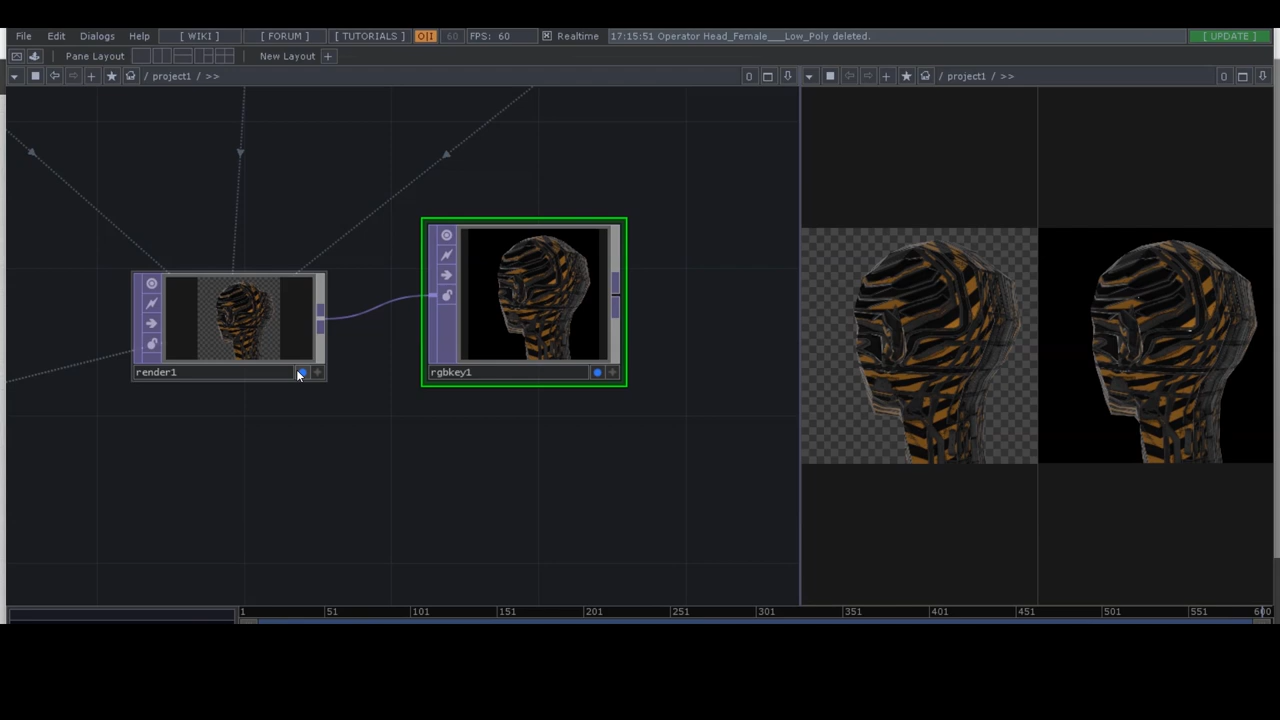 File Edit Dialogs Help [ WIKI ] [ FORUM ] [ TUTORIALS ] O|I 60 FPS: 60 Realtime 17:15:51 Operator Head_Female___Low_Poly deleted. [ UPDATE ]
Pane Layout New Layout +
/ project1 / >> 0 / project1 / >> 0
render1
rgbkey1
1 51 101 151 201 251 301 351 401 451 501 551 600